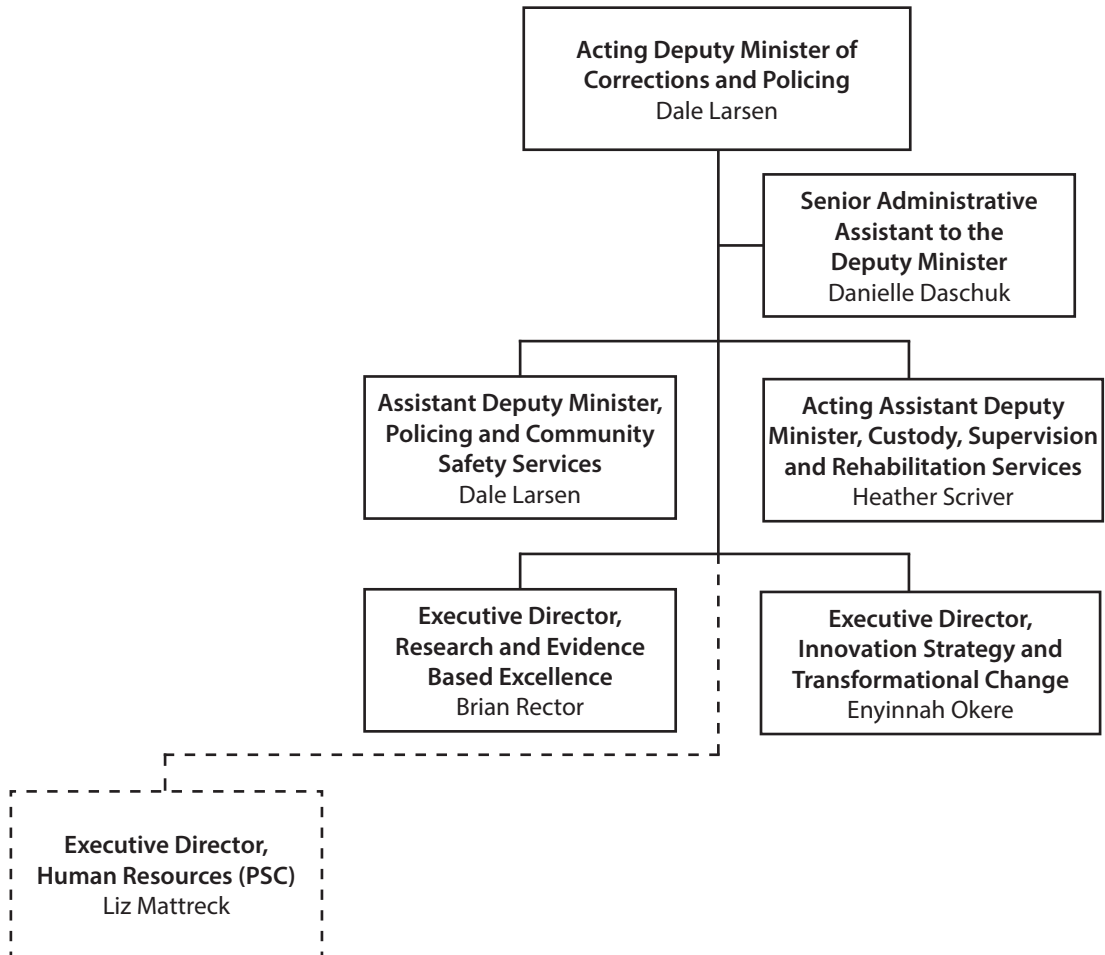 Acting Deputy Minister of
Corrections and Policing
Dale Larsen
Senior Administrative
Assistant to the
Deputy Minister
Danielle Daschuk
Assistant Deputy Minister,
Policing and Community
Safety Services
Dale Larsen
Acting Assistant Deputy
Minister, Custody, Supervision
and Rehabilitation Services
Heather Scriver
Executive Director,
Research and Evidence
Based Excellence
Brian Rector
Executive Director,
Innovation Strategy and
Transformational Change
Enyinnah Okere
Executive Director,
Human Resources (PSC)
Liz Mattreck